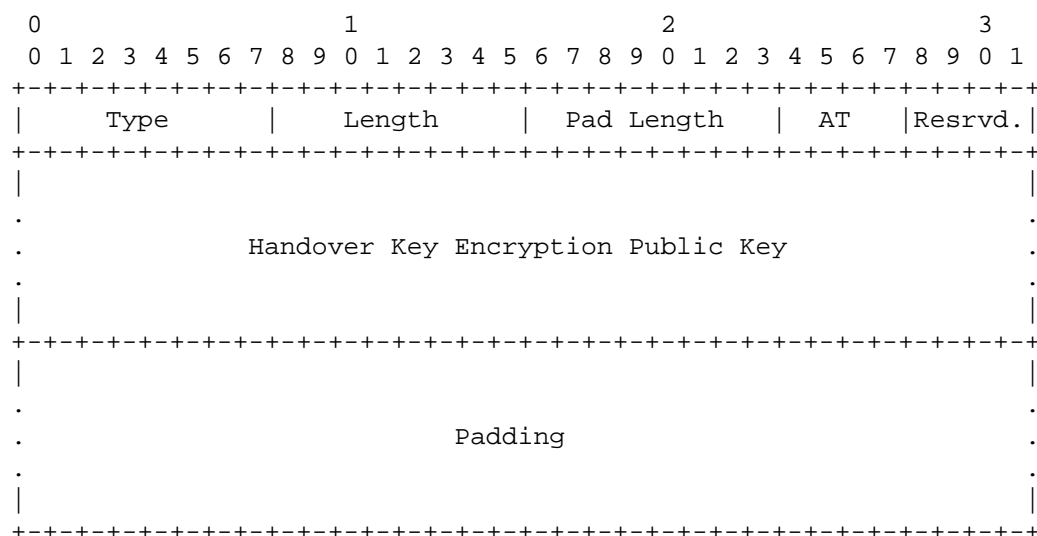 0                   1                   2                   3
 0 1 2 3 4 5 6 7 8 9 0 1 2 3 4 5 6 7 8 9 0 1 2 3 4 5 6 7 8 9 0 1
+-+-+-+-+-+-+-+-+-+-+-+-+-+-+-+-+-+-+-+-+-+-+-+-+-+-+-+-+-+-+-+-+
|     Type      |    Length     |  Pad Length   |  AT   |Resrvd.|
+-+-+-+-+-+-+-+-+-+-+-+-+-+-+-+-+-+-+-+-+-+-+-+-+-+-+-+-+-+-+-+-+
|                                                               |
.                                                               .
.              Handover Key Encryption Public Key               .
.                                                               .
|                                                               |
+-+-+-+-+-+-+-+-+-+-+-+-+-+-+-+-+-+-+-+-+-+-+-+-+-+-+-+-+-+-+-+-+
|                                                               |
.                                                               .
.                           Padding                             .
.                                                               .
|                                                               |
+-+-+-+-+-+-+-+-+-+-+-+-+-+-+-+-+-+-+-+-+-+-+-+-+-+-+-+-+-+-+-+-+